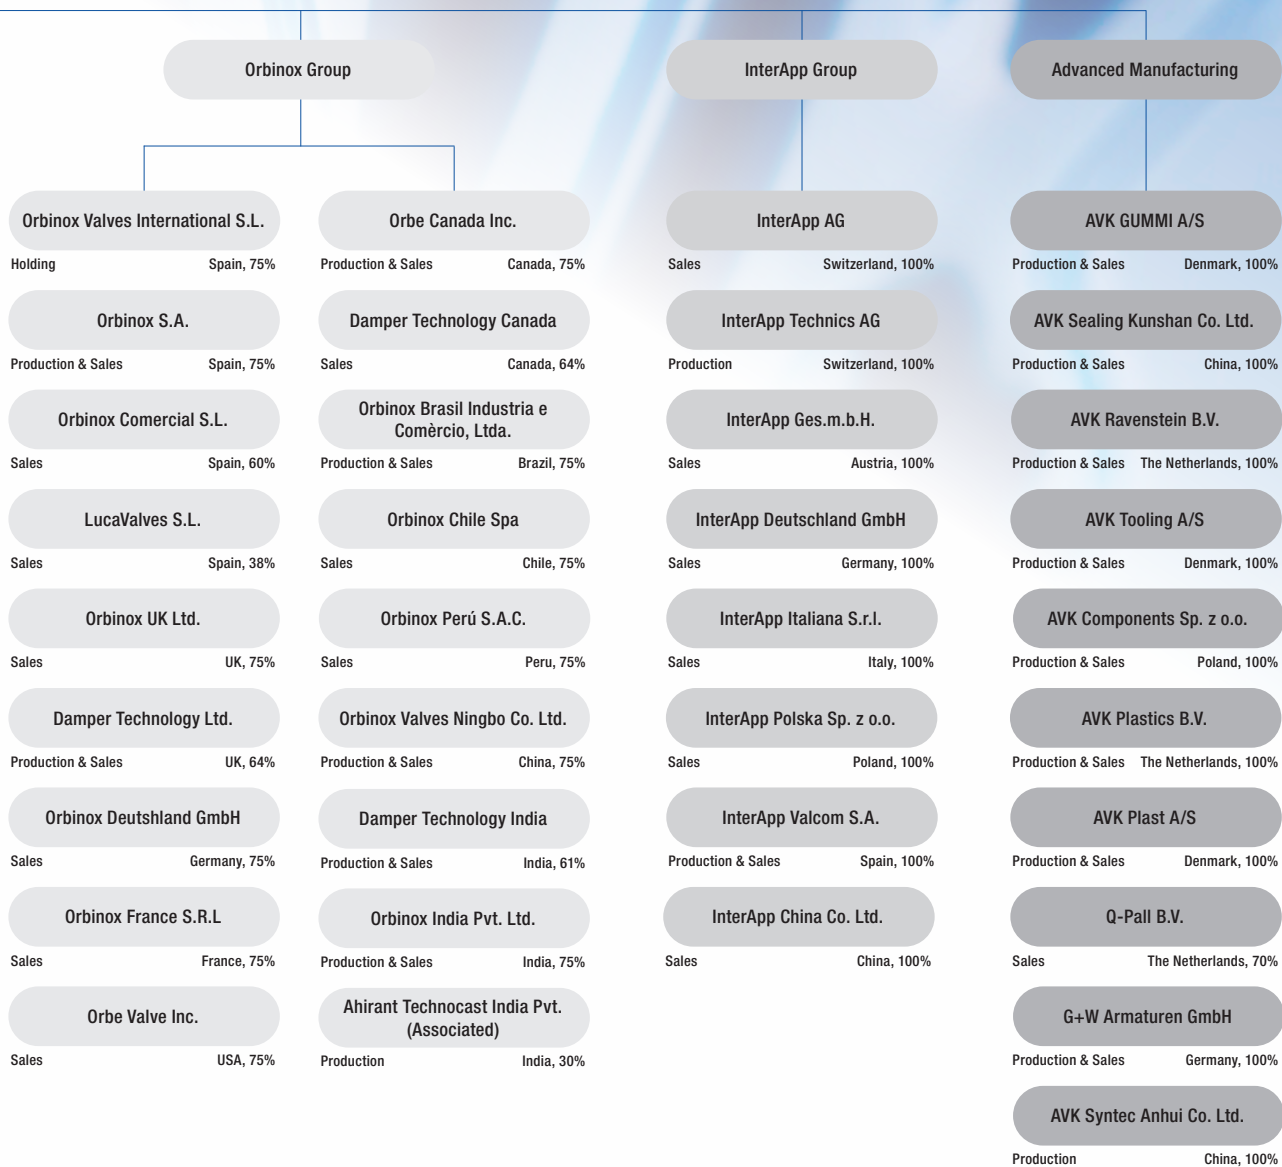 Orbinox Group
InterApp Group
Advanced Manufacturing
Orbinox Valves International S.L.
Holding Spain, 75%
Orbinox S.A.
Production & Sales Spain, 75%
Orbinox Comercial S.L.
Sales Spain, 60%
LucaValves S.L.
Sales Spain, 38%
Orbinox UK Ltd.
Sales UK, 75%
Damper Technology Ltd.
Production & Sales UK, 64%
Orbinox Deutshland GmbH
Sales Germany, 75%
Orbinox France S.R.L
Sales France, 75%
Orbe Valve Inc.
Sales USA, 75%
Orbe Canada Inc.
Production & Sales Canada, 75%
Damper Technology Canada
Sales Canada, 64%
Orbinox Brasil Industria e
Comèrcio, Ltda.
Production & Sales Brazil, 75%
Orbinox Chile Spa
Sales Chile, 75%
Orbinox Perú S.A.C.
Sales Peru, 75%
Orbinox Valves Ningbo Co. Ltd.
Production & Sales China, 75%
Damper Technology India
Production & Sales India, 61%
Orbinox India Pvt. Ltd.
Production & Sales India, 75%
Ahirant Technocast India Pvt.
(Associated)
Production India, 30%
InterApp AG
Sales Switzerland, 100%
InterApp Technics AG
Production Switzerland, 100%
InterApp Ges.m.b.H.
Sales Austria, 100%
InterApp Deutschland GmbH
Sales Germany, 100%
InterApp Italiana S.r.l.
Sales Italy, 100%
InterApp Polska Sp. z o.o.
Sales Poland, 100%
InterApp Valcom S.A.
Production & Sales Spain, 100%
InterApp China Co. Ltd.
Sales China, 100%
AVK GUMMI A/S
Production & Sales Denmark, 100%
AVK Sealing Kunshan Co. Ltd.
Production & Sales China, 100%
AVK Ravenstein B.V.
Production & Sales The Netherlands, 100%
AVK Tooling A/S
Production & Sales Denmark, 100%
AVK Components Sp. z o.o.
Production & Sales Poland, 100%
AVK Plastics B.V.
Production & Sales The Netherlands, 100%
AVK Plast A/S
Production & Sales Denmark, 100%
Q-Pall B.V.
Sales The Netherlands, 70%
G+W Armaturen GmbH
Production & Sales Germany, 100%
AVK Syntec Anhui Co. Ltd.
Production China, 100%